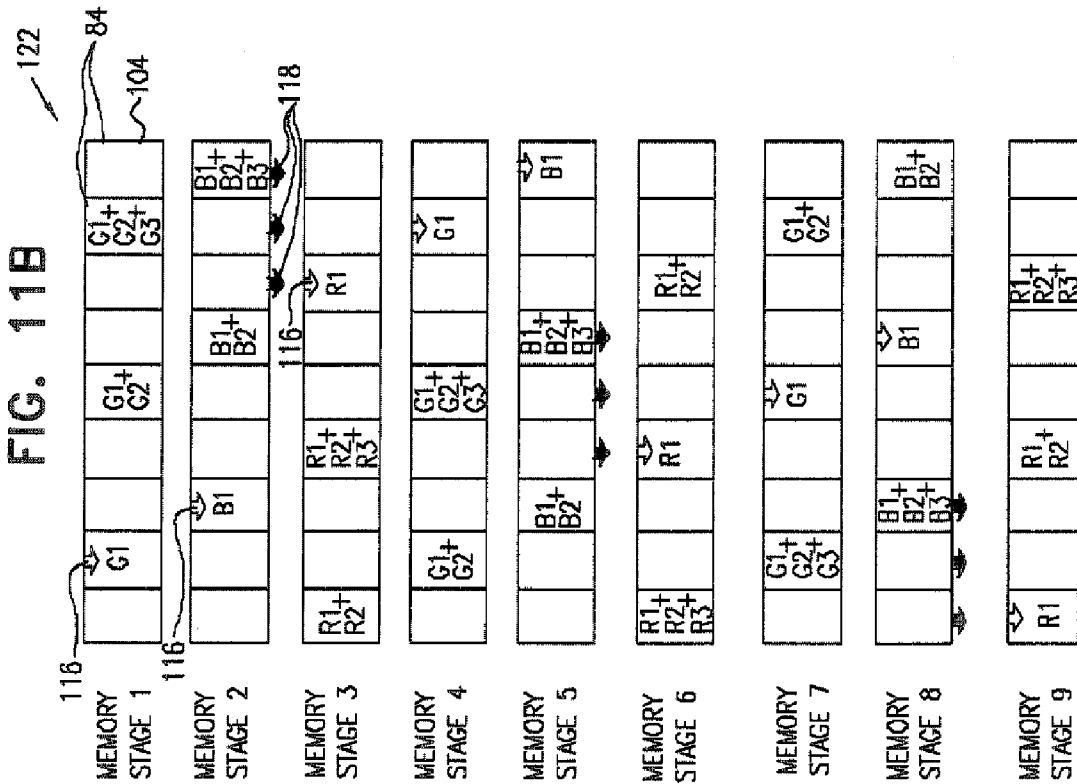 FIG. 11B
122
84
104
116
MEMORY
STAGE 1
G1
G1+
G2
G1+
G2+
G3
116
MEMORY
STAGE 2
B1
B1+
B2
B1+
B2+
B3
118
116
MEMORY
STAGE 3
R1+
R2
R1+
R2+
R3
R1
MEMORY
STAGE 4
G1+
G2
G1+
G2+
G3
G1
MEMORY
STAGE 5
B1+
B2
B1+
B2+
B3
B1
MEMORY
STAGE 6
R1+
R2+
R3
R1
R1+
R2
MEMORY
STAGE 7
G1+
G2+
G3
G1
G1+
G2
MEMORY
STAGE 8
B1+
B2+
B3
B1
B1+
B2
MEMORY
STAGE 9
R1
R1+
R2
R1+
R2+
R3